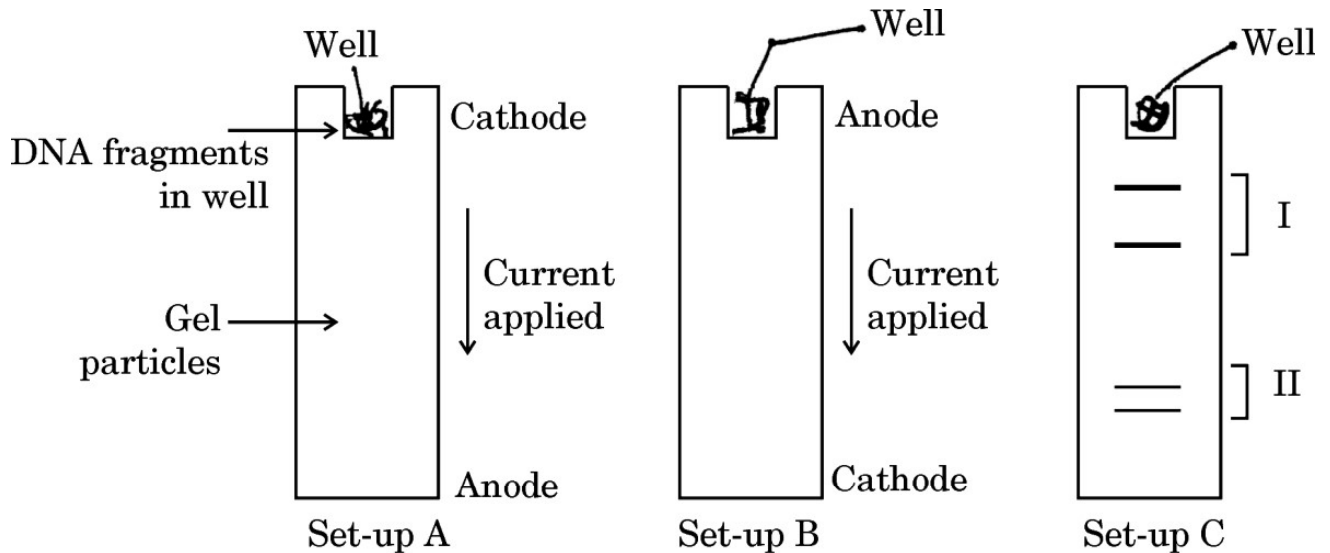 Well
DNA fragments
in well
Cathode
Current
applied
Gel
particles
Anode
Set-up A
Well
Anode
Current
applied
Cathode
Set-up B
Well
I
II
Set-up C